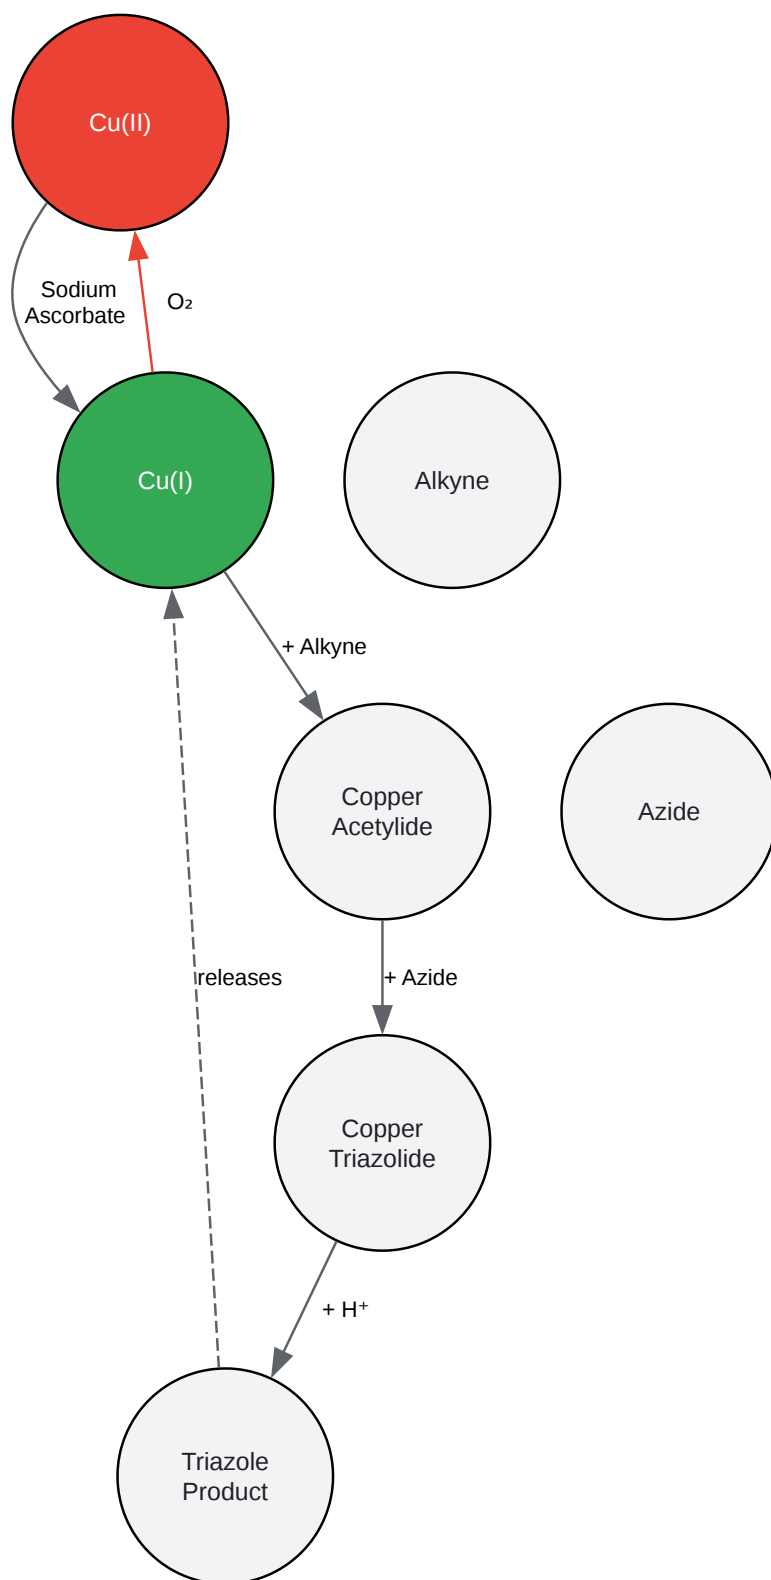 Cu(II)
Sodium
Ascorbate
O₂
Cu(I)
Alkyne
+ Alkyne
Copper
Acetylide
Azide
releases
+ Azide
Copper
Triazolide
+ H⁺
Triazole
Product